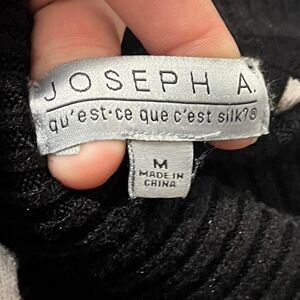 JOSEPH A.
qu'est·ce que c'est silk?®
M
MADE IN
CHINA